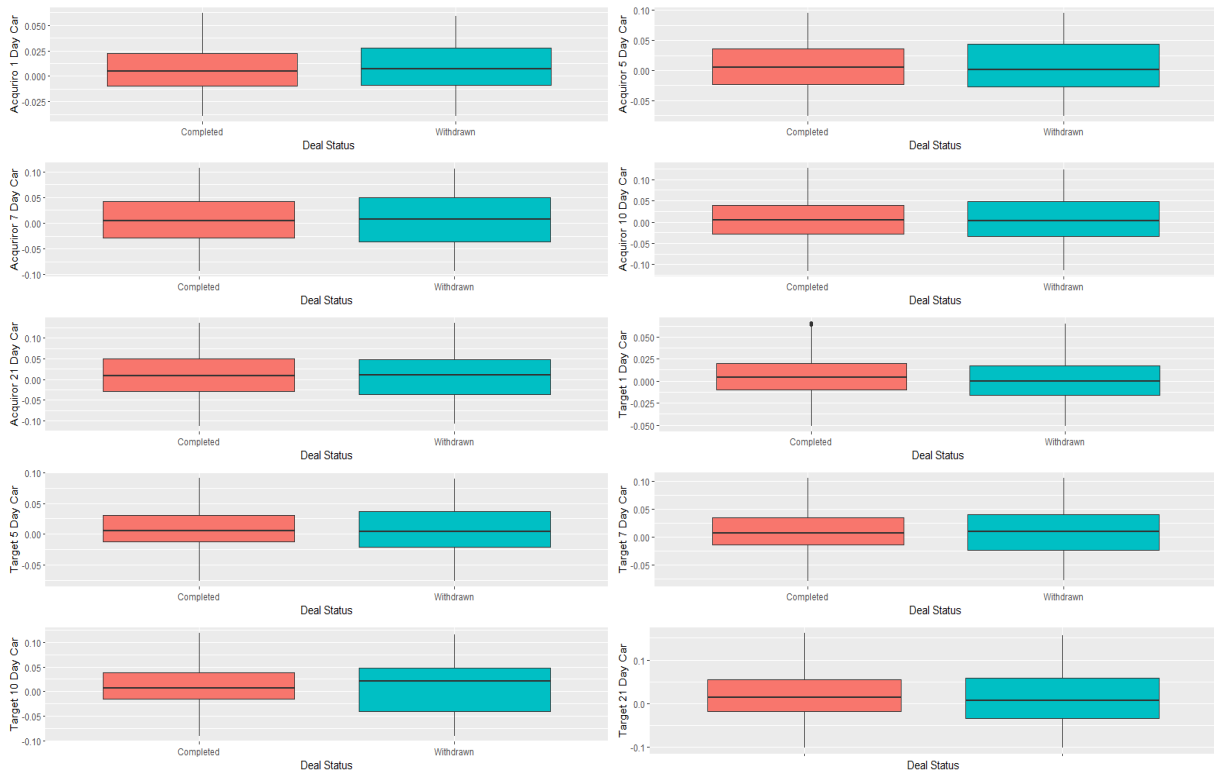 Acquriro 1 Day Car
0.050
0.025
0.000
-0.025
Completed
Withdrawn
Deal Status
Acquiror 5 Day Car
0.10
0.05
0.00
-0.05
Completed
Withdrawn
Deal Status
Acquriror 7 Day Car
0.10
0.05
0.00
-0.05
-0.10
Completed
Withdrawn
Deal Status
Acquiror 10 Day Car
0.10
0.05
0.00
-0.05
-0.10
Completed
Withdrawn
Deal Status
Acquiror 21 Day Car
0.10
0.05
0.00
-0.05
-0.10
Completed
Withdrawn
Deal Status
Target 1 Day Car
0.050
0.025
0.000
-0.025
-0.050
Completed
Withdrawn
Deal Status
Target 5 Day Car
0.10
0.05
0.00
-0.05
Completed
Withdrawn
Deal Status
Target 7 Day Car
0.10
0.05
0.00
-0.05
Completed
Withdrawn
Deal Status
Target 10 Day Car
0.10
0.05
0.00
-0.05
-0.10
Completed
Withdrawn
Deal Status
Target 21 Day Car
0.1
0.0
-0.1
Completed
Withdrawn
Deal Status